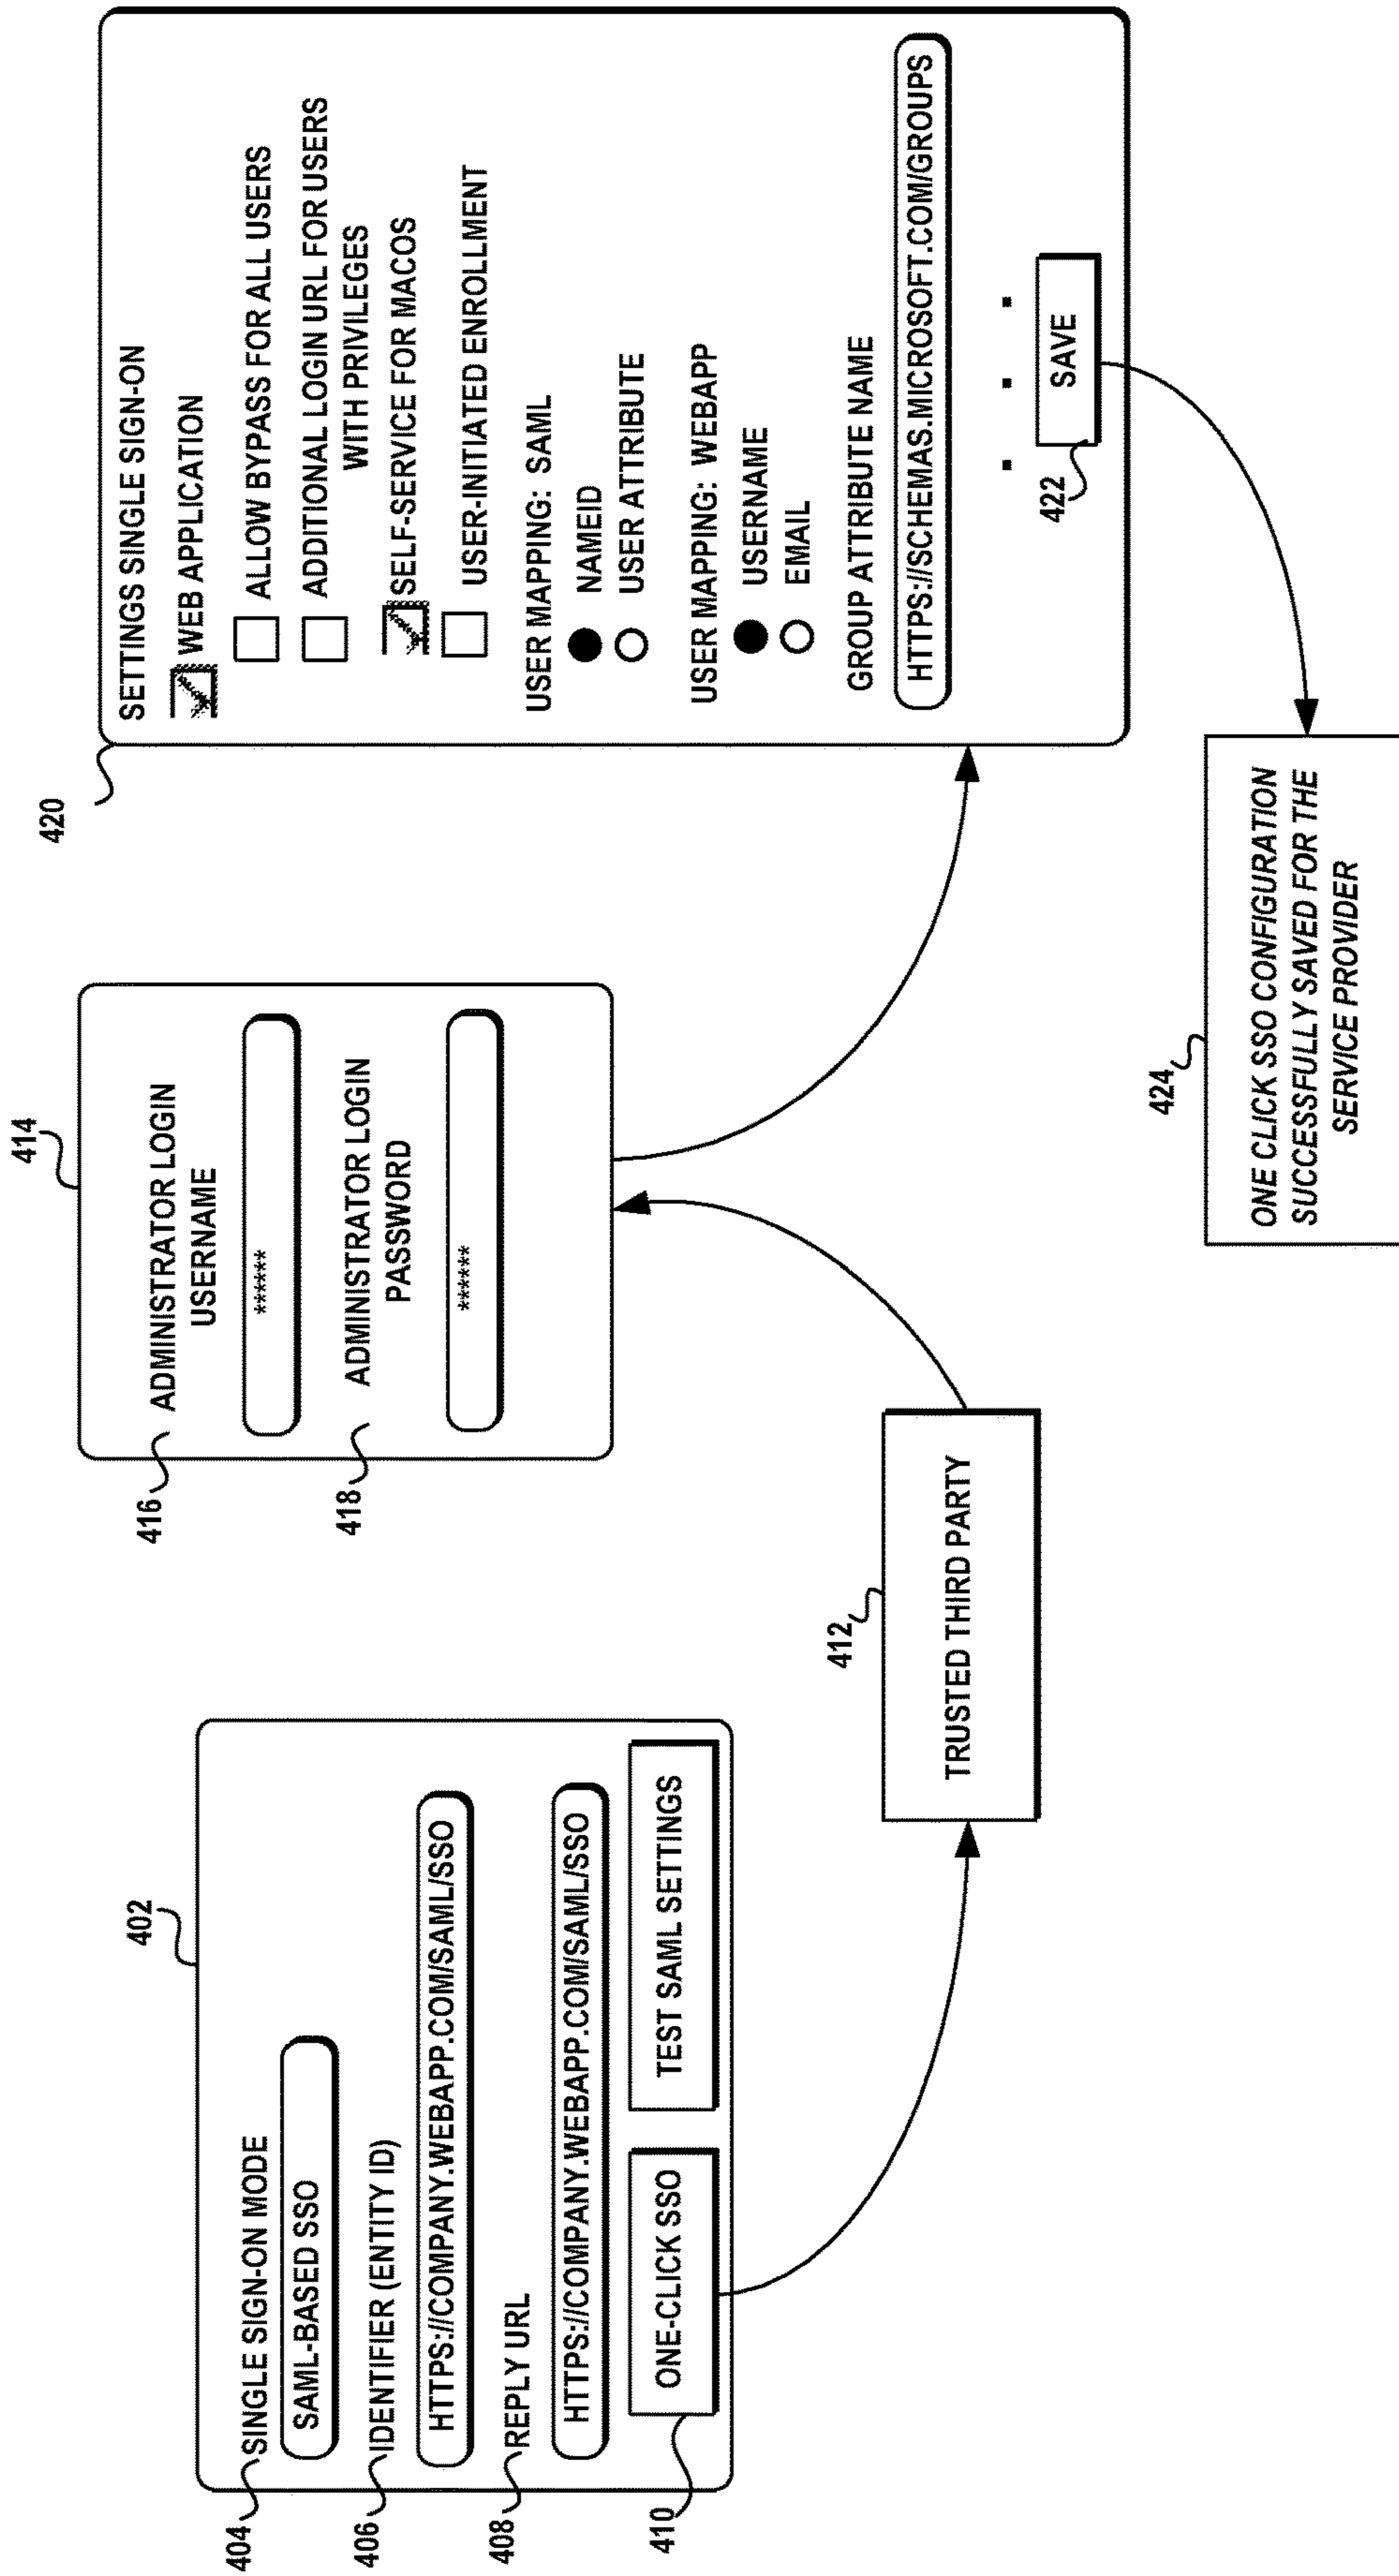 402
404
SINGLE SIGN-ON MODE
SAML-BASED SSO
406
IDENTIFIER (ENTITY ID)
HTTPS://COMPANY.WEBAPP.COM/SAML/SSO
408
REPLY URL
HTTPS://COMPANY.WEBAPP.COM/SAML/SSO
410
ONE-CLICK SSO
TEST SAML SETTINGS
412
TRUSTED THIRD PARTY
414
416
ADMINISTRATOR LOGIN
USERNAME
******
418
ADMINISTRATOR LOGIN
PASSWORD
******
420
SETTINGS SINGLE SIGN-ON
WEB APPLICATION
ALLOW BYPASS FOR ALL USERS
ADDITIONAL LOGIN URL FOR USERS
WITH PRIVILEGES
SELF-SERVICE FOR MACOS
USER-INITIATED ENROLLMENT
USER MAPPING: SAML
NAMEID
USER ATTRIBUTE
USER MAPPING: WEBAPP
USERNAME
EMAIL
GROUP ATTRIBUTE NAME
HTTPS://SCHEMAS.MICROSOFT.COM/GROUPS
. . .
422
SAVE
424
ONE CLICK SSO CONFIGURATION
SUCCESSFULLY SAVED FOR THE
SERVICE PROVIDER